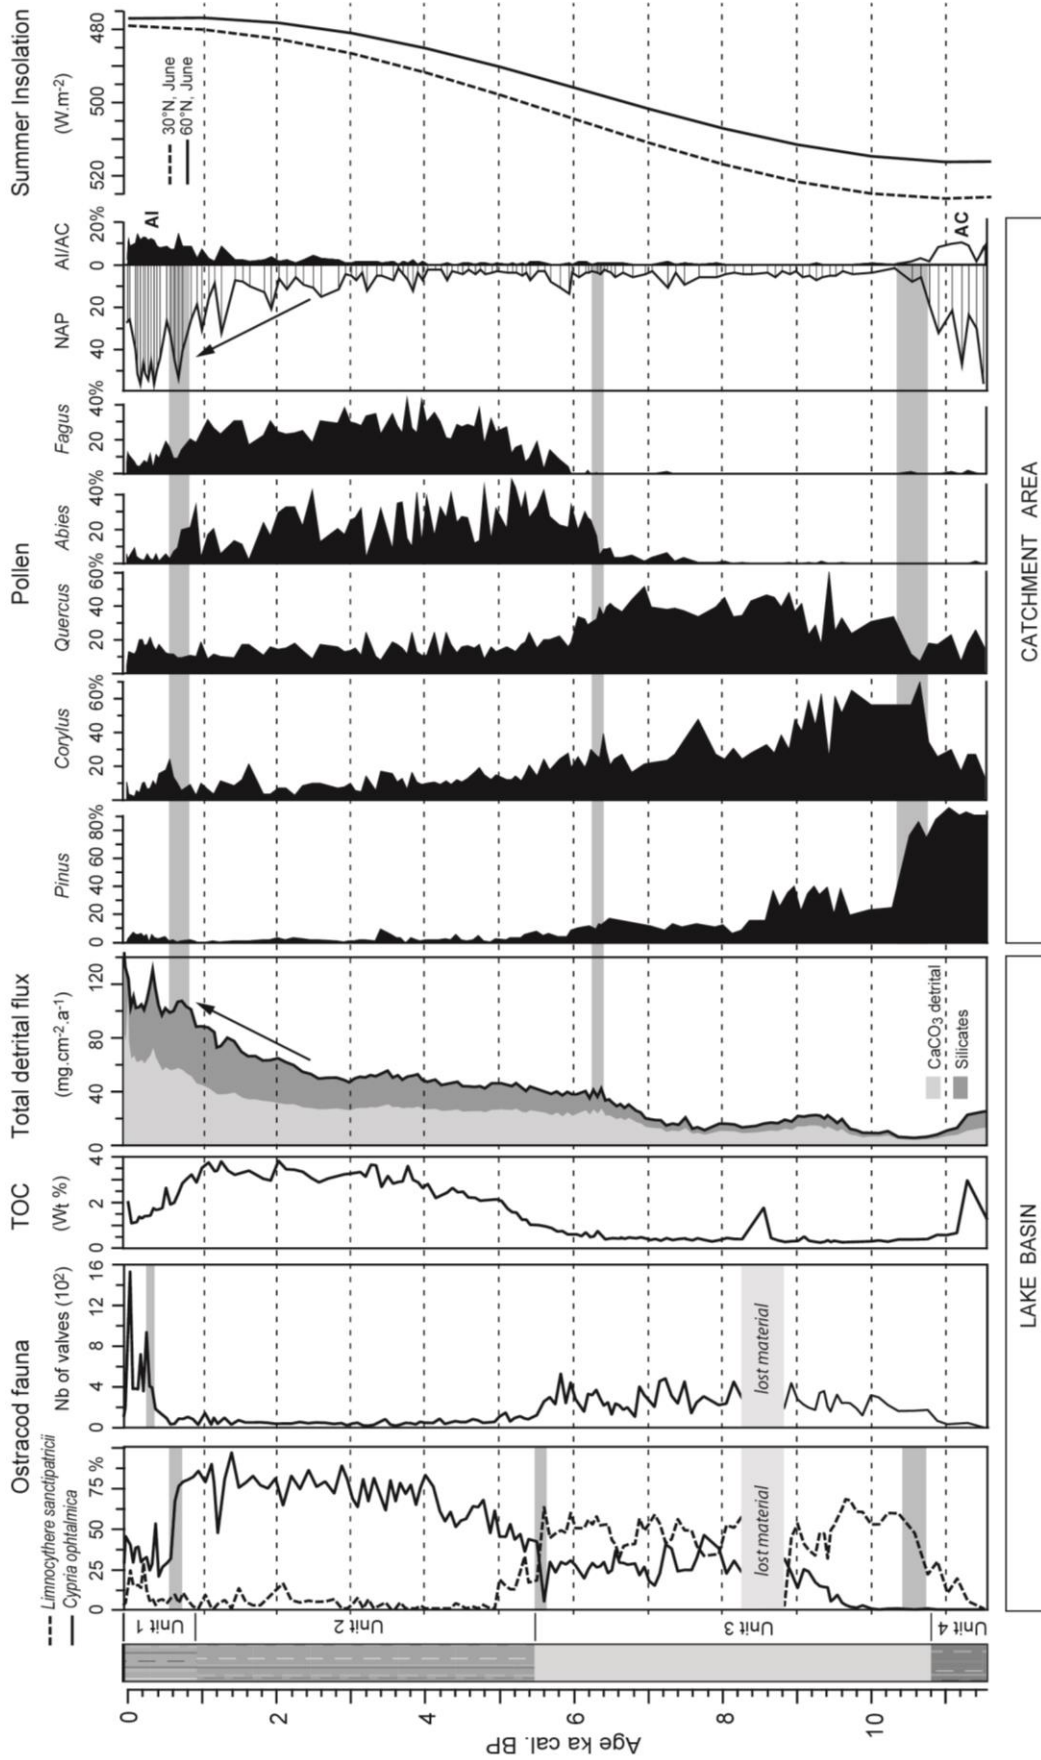 Ostracod fauna
TOC
Total detrital flux
Pollen
Summer Insolation
Limnocythere sanctipatricii
Cypria ophtalmica
Nb of valves (10²)
(Wt %)
(mg.cm⁻².a⁻¹)
Pinus
Corylus
Quercus
Abies
Fagus
NAP
AI/AC
(W.m⁻²)
0 25 50 75 %
0 4 8 12 16
0 2 4
0 40 80 120
0 20 40 60 80%
20 40 60%
20 40 60%
0% 20 40%
20 40%
% 40 20 0 20%
520 500 480
AI
AC
30°N, June
60°N, June
lost material
lost material
CaCO₃ detrital
Silicates
Unit 1
Unit 2
Unit 3
Unit 4
0
2
4
6
8
10
Age ka cal. BP
LAKE BASIN
CATCHMENT AREA